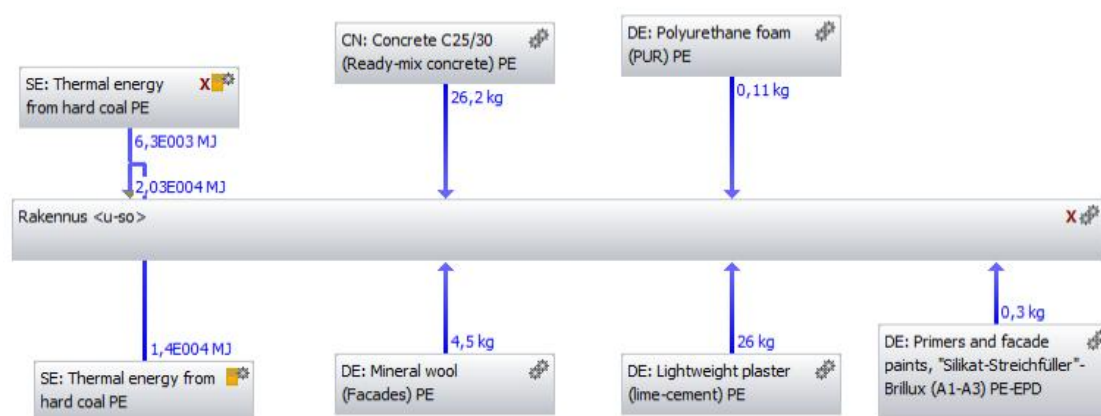 CN: Concrete C25/30
(Ready-mix concrete) PE
DE: Polyurethane foam
(PUR) PE
SE: Thermal energy
from hard coal PE
X
26,2 kg
0,11 kg
6,3E003 MJ
2,03E004 MJ
Rakennus <u-so>
X
1,4E004 MJ
4,5 kg
26 kg
0,3 kg
SE: Thermal energy from
hard coal PE
DE: Mineral wool
(Facades) PE
DE: Lightweight plaster
(lime-cement) PE
DE: Primers and facade
paints, "Silikat-Streichfüller"-
Brillux (A1-A3) PE-EPD